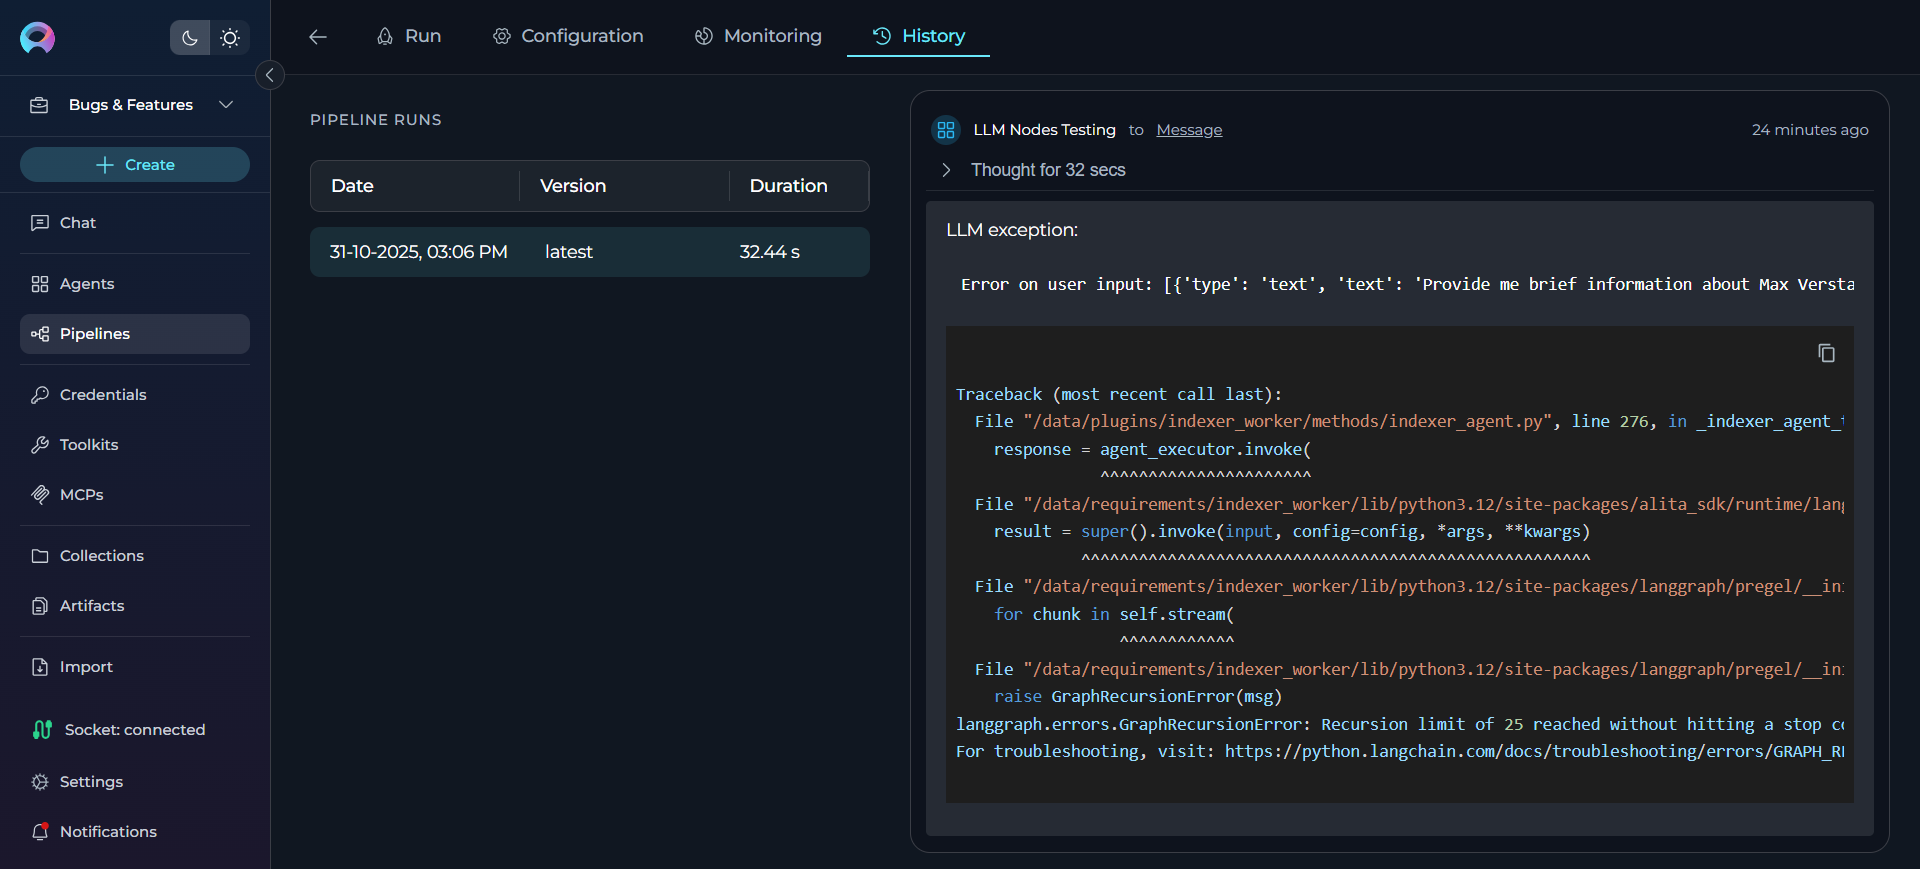 Run
Configuration
Monitoring
History
Bugs & Features
Create
Chat
Agents
Pipelines
Credentials
Toolkits
MCPs
Collections
Artifacts
Import
Socket: connected
Settings
Notifications
PIPELINE RUNS
Date Version Duration
31-10-2025, 03:06 PM latest 32.44 s
LLM Nodes Testing to Message 24 minutes ago
Thought for 32 secs
LLM exception:
Error on user input: [{'type': 'text', 'text': 'Provide me brief information about Max Versta
Traceback (most recent call last):
File "/data/plugins/indexer_worker/methods/indexer_agent.py", line 276, in _indexer_agent_
response = agent_executor.invoke(
^^^^^^^^^^^^^^^^^^^^^^
File "/data/requirements/indexer_worker/lib/python3.12/site-packages/alita_sdk/runtime/lang
result = super().invoke(input, config=config, *args, **kwargs)
^^^^^^^^^^^^^^^^^^^^^^^^^^^^^^^^^^^^^^^^^^^^^^^^^^^^^
File "/data/requirements/indexer_worker/lib/python3.12/site-packages/langgraph/pregel/__in
for chunk in self.stream(
^^^^^^^^^^^^
File "/data/requirements/indexer_worker/lib/python3.12/site-packages/langgraph/pregel/__in
raise GraphRecursionError(msg)
langgraph.errors.GraphRecursionError: Recursion limit of 25 reached without hitting a stop co
For troubleshooting, visit: https://python.langchain.com/docs/troubleshooting/errors/GRAPH_R